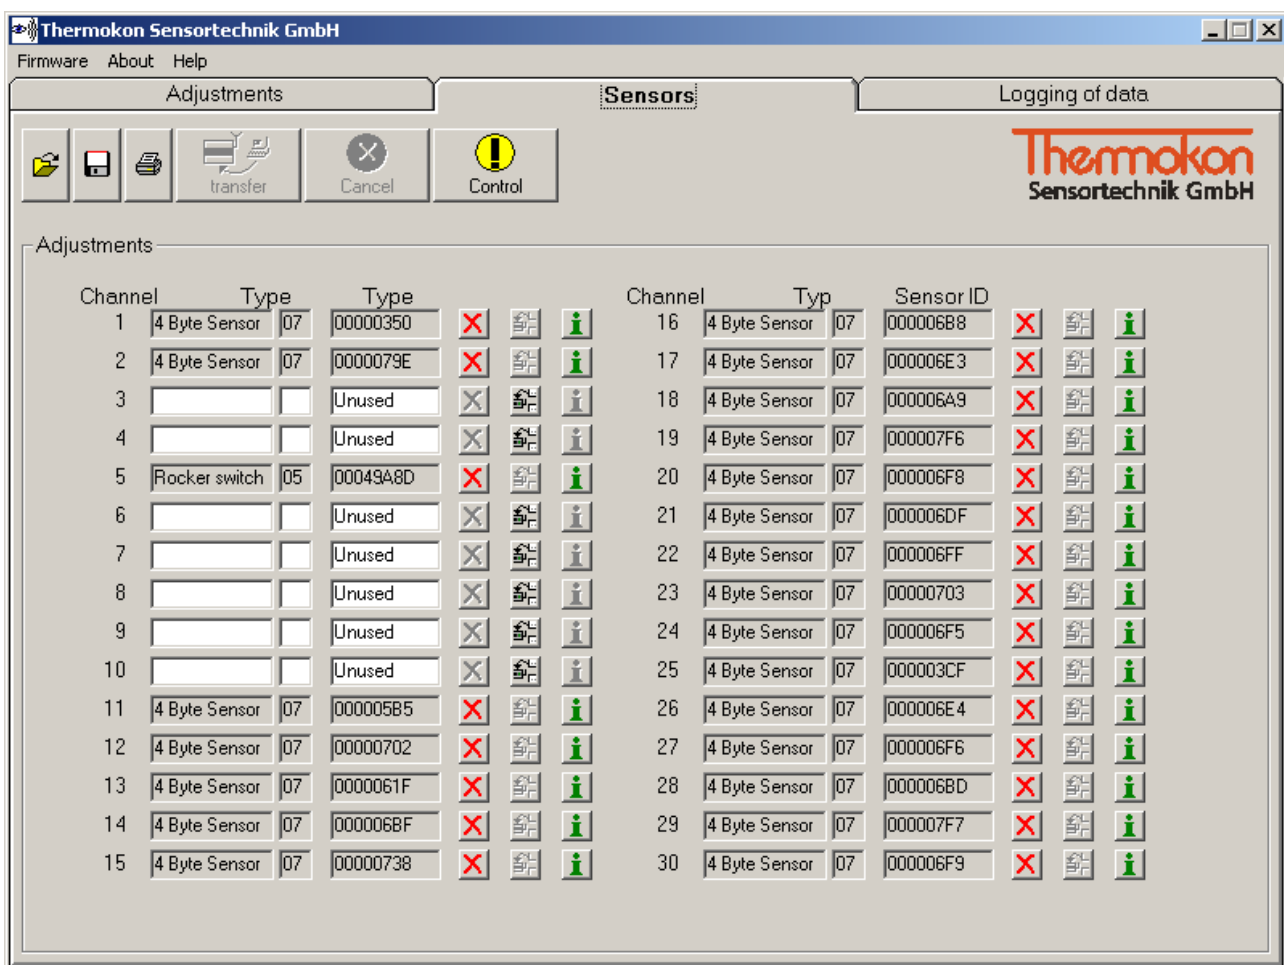 Thermokon Sensortechnik GmbH
Firmware About Help
Adjustments Sensors Logging of data
transfer Cancel Control
Thermokon
Sensortechnik GmbH
Adjustments
Channel Type Type Channel Typ Sensor ID
1 4 Byte Sensor 07 00000350 16 4 Byte Sensor 07 000006B8
2 4 Byte Sensor 07 0000079E 17 4 Byte Sensor 07 000006E3
3 Unused 18 4 Byte Sensor 07 000006A9
4 Unused 19 4 Byte Sensor 07 000007F6
5 Rocker switch 05 00049A8D 20 4 Byte Sensor 07 000006F8
6 Unused 21 4 Byte Sensor 07 000006DF
7 Unused 22 4 Byte Sensor 07 000006FF
8 Unused 23 4 Byte Sensor 07 00000703
9 Unused 24 4 Byte Sensor 07 000006F5
10 Unused 25 4 Byte Sensor 07 000003CF
11 4 Byte Sensor 07 000005B5 26 4 Byte Sensor 07 000006E4
12 4 Byte Sensor 07 00000702 27 4 Byte Sensor 07 000006F6
13 4 Byte Sensor 07 0000061F 28 4 Byte Sensor 07 000006BD
14 4 Byte Sensor 07 000006BF 29 4 Byte Sensor 07 000007F7
15 4 Byte Sensor 07 00000738 30 4 Byte Sensor 07 000006F9